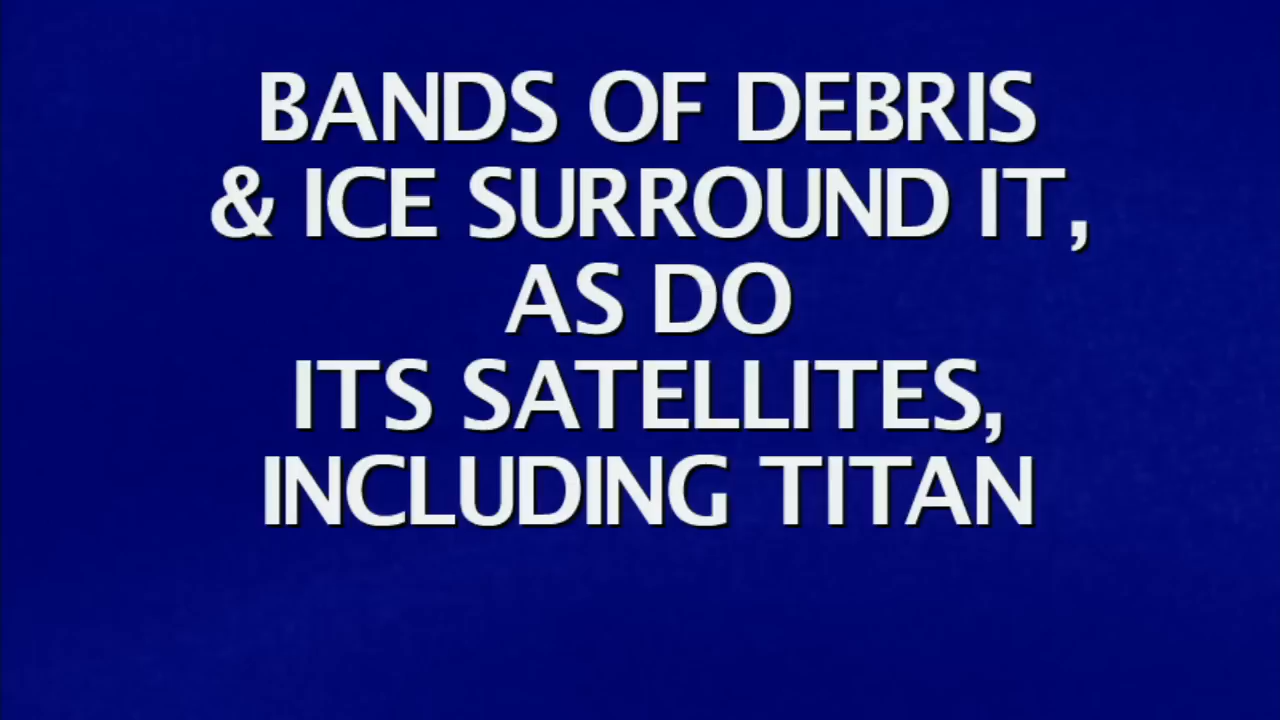 BANDS OF DEBRIS
& ICE SURROUND IT,
AS DO
ITS SATELLITES,
INCLUDING TITAN